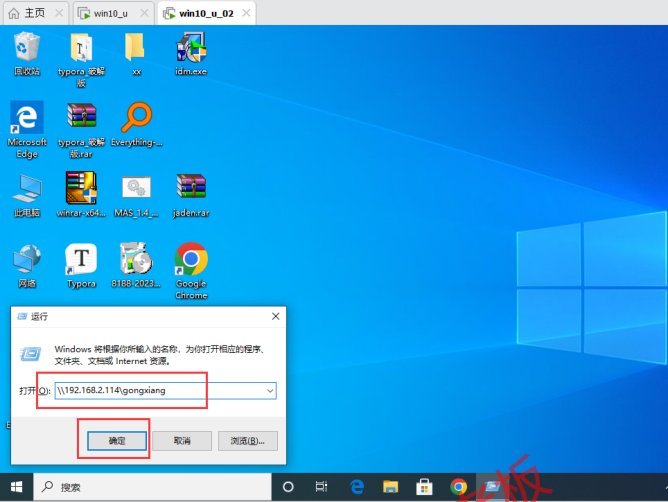 主页
win10_u
win10_u_02
回收站
typora_破解
版
xx
idm.exe
Microsoft
Edge
typora_破解
版.rar
Everything-...
此电脑
winrar-x64...
MAS_1.4_...
jaden.rar
网络
Typora
8188-2023...
Google
Chrome
运行
Windows 将根据你所输入的名称，为你打开相应的程序、
文件夹、文档或 Internet 资源。
打开(O):
\\192.168.2.114\gongxiang
确定
取消
浏览(B)...
搜索